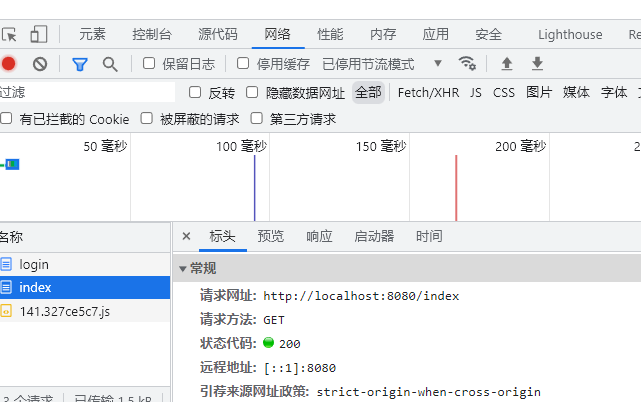 元素 控制台 源代码 网络 性能 内存 应用 安全 Lighthouse Re
保留日志 停用缓存 已停用节流模式
过滤 反转 隐藏数据网址 全部 Fetch/XHR JS CSS 图片 媒体 字体
有已拦截的 Cookie 被屏蔽的请求 第三方请求
50 毫秒 100 毫秒 150 毫秒 200 毫秒 2
名称 × 标头 预览 响应 启动器 时间
login
index
141.327ce5c7.js
常规
请求网址: http://localhost:8080/index
请求方法: GET
状态代码: 200
远程地址: [::1]:8080
引荐来源网址政策: strict-origin-when-cross-origin
3 个请求 已传输 1.5 kB